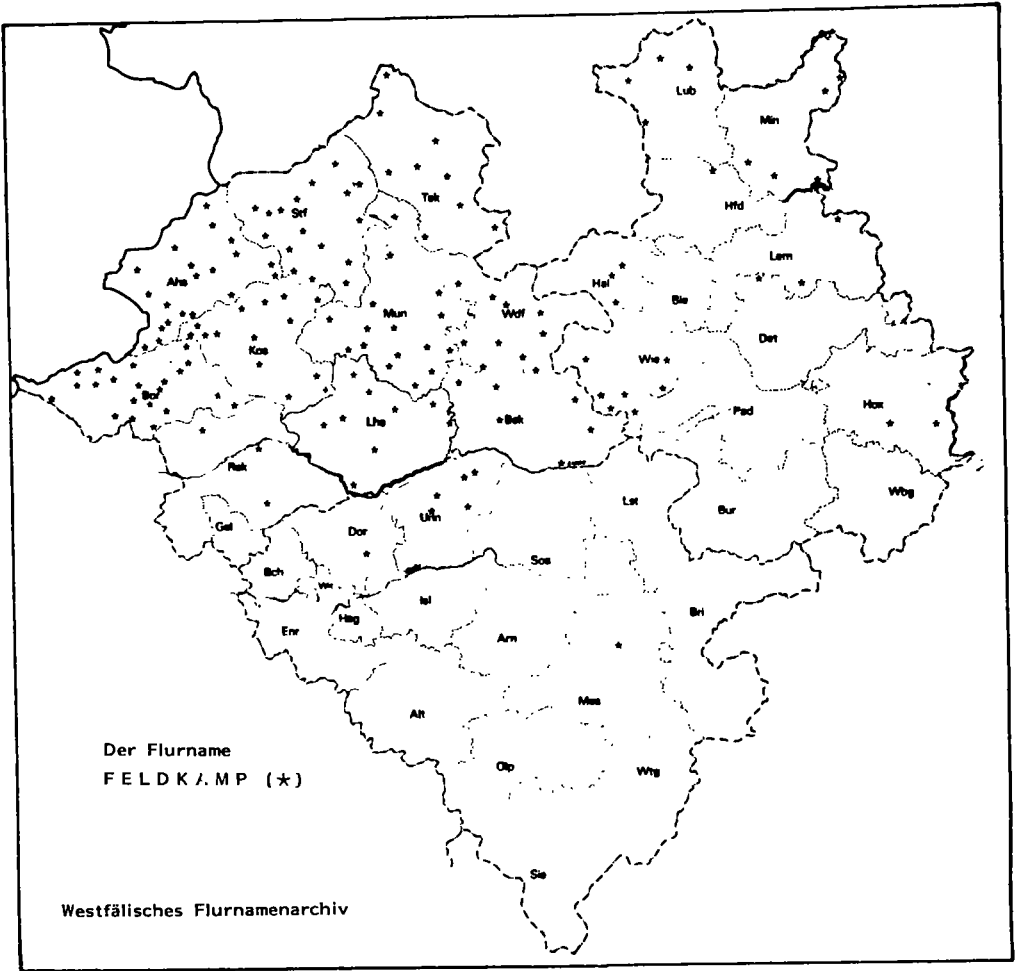 Lub
Min
Tek
Stf
Hfd
Lem
Ahs
Hal
Bie
Mun
Wdf
Det
Kos
Wie
Bor
Hox
Pad
Lhs
Bek
Rek
Wbg
Lst
Unn
Bur
Gel
Dor
Sos
Bch
Isl
Bri
Hag
Enr
Arn
Mes
Alt
Der Flurname
FELDKAMP (*)
Olp
Wtg
Sie
Westfälisches Flurnamenarchiv